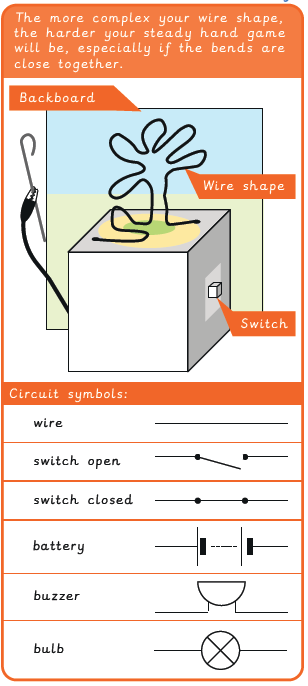 The more complex your wire shape,
the harder your steady hand game
will be, especially if the bends are
close together.
Backboard
Wire shape
Switch
Circuit symbols:
wire
switch open
switch closed
battery
buzzer
bulb